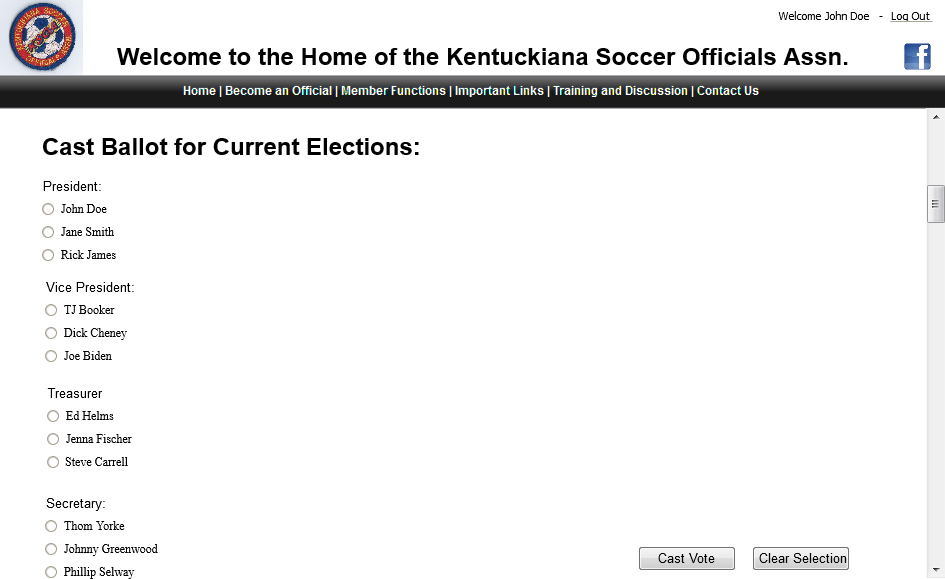 Welcome John Doe - Log Out
Welcome to the Home of the Kentuckiana Soccer Officials Assn.
Home | Become an Official | Member Functions | Important Links | Training and Discussion | Contact Us
Cast Ballot for Current Elections:
President:
John Doe
Jane Smith
Rick James
Vice President:
TJ Booker
Dick Cheney
Joe Biden
Treasurer
Ed Helms
Jenna Fischer
Steve Carrell
Secretary:
Thom Yorke
Johnny Greenwood
Phillip Selway
Cast Vote Clear Selection